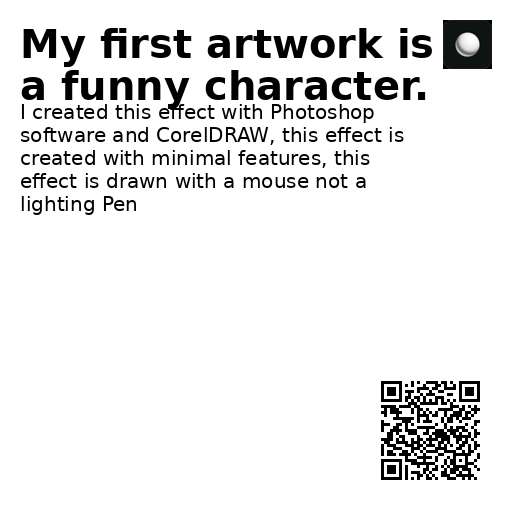 My first artwork is
a funny character.
I created this effect with Photoshop
software and CorelDRAW, this effect is
created with minimal features, this
effect is drawn with a mouse not a
lighting Pen